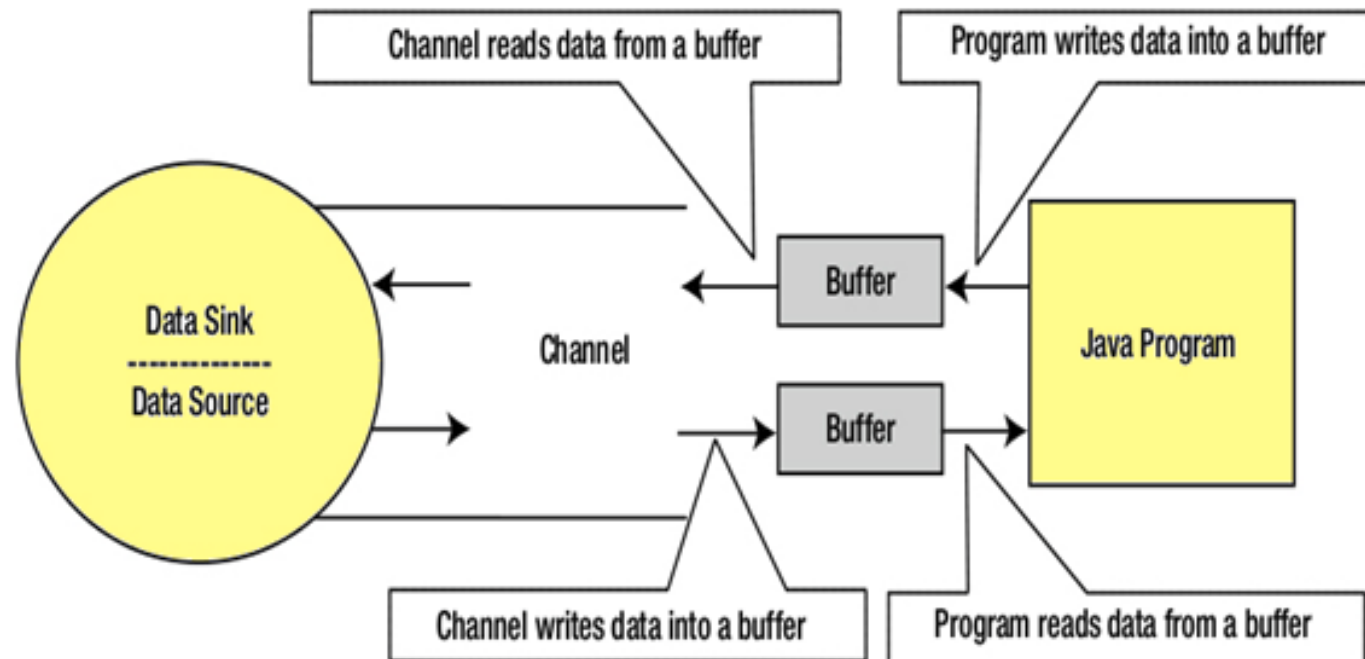 Channel reads data from a buffer
Program writes data into a buffer
Data Sink
--------------
Data Source
Channel
Buffer
Buffer
Java Program
Channel writes data into a buffer
Program reads data from a buffer